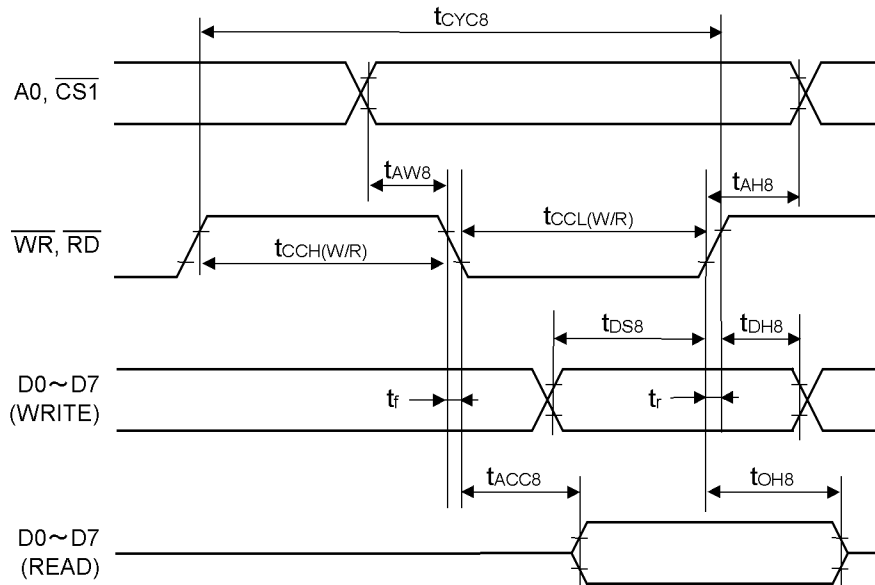 tCYC8
A0, CS1
tAW8
tAH8
WR, RD
tCCL(W/R)
tCCH(W/R)
tDS8
tDH8
D0～D7
(WRITE)
tf
tr
tACC8
tOH8
D0～D7
(READ)